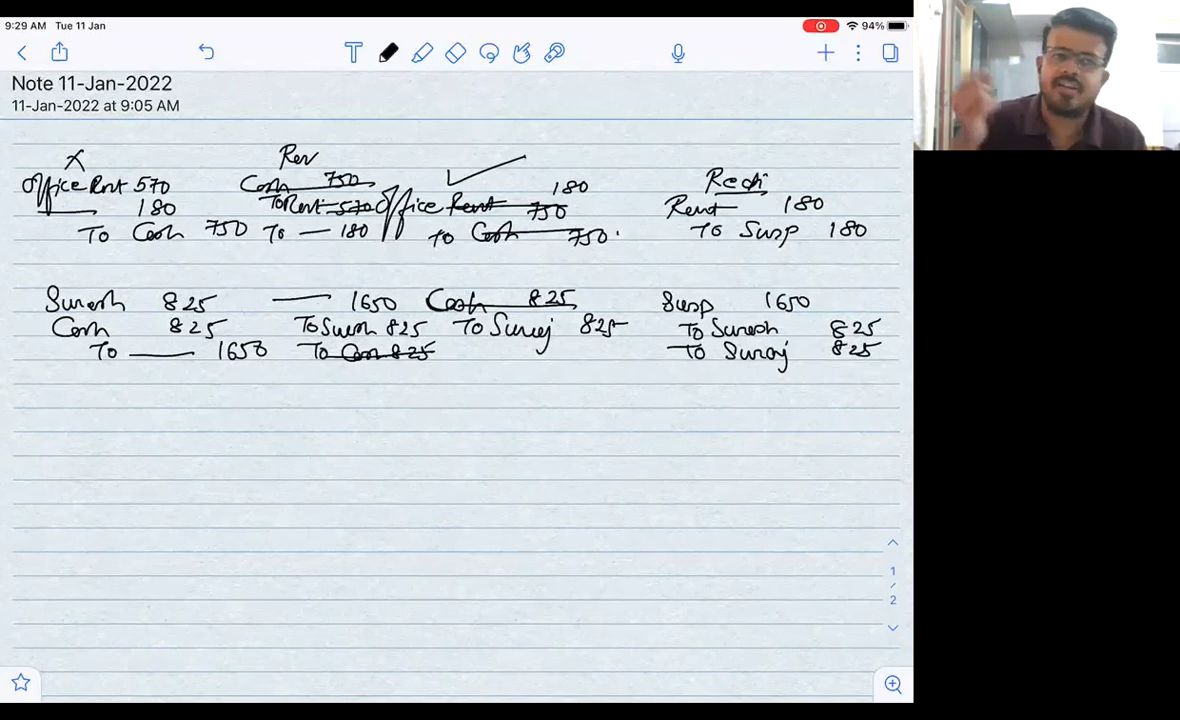 9:29 AM Tue 11 Jan 94%
T
Note 11-Jan-2022
11-Jan-2022 at 9:05 AM
X Rev Recti
Office Rent 570 Cash 750 Office Rent 180 750 Rent 180
180 To Rent 570 To Susp 180
To Cash 750 To 180 To Cash 750
Suresh 825 1650 Cash 825 Susp 1650
Cash 825 To Suresh 825 To Suraj 825 To Suresh 825
To 1650 To Cash 825 To Suraj 825
1
/
2